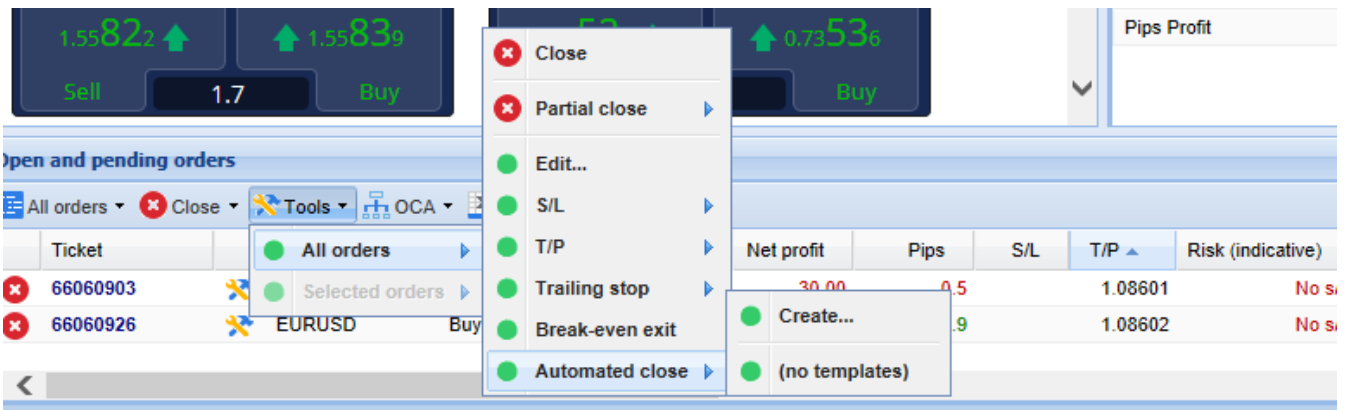 1.55822
1.55839
0.73536
Pips Profit
Sell
1.7
Buy
Buy
Open and pending orders
All orders
Close
Tools
OCA
Ticket
Net profit
Pips
S/L
T/P
Risk (indicative)
66060903
30.00
0.5
1.08601
No
66060926
EURUSD
Buy
.9
1.08602
No
All orders
Selected orders
Close
Partial close
Edit...
S/L
T/P
Trailing stop
Break-even exit
Automated close
Create...
(no templates)